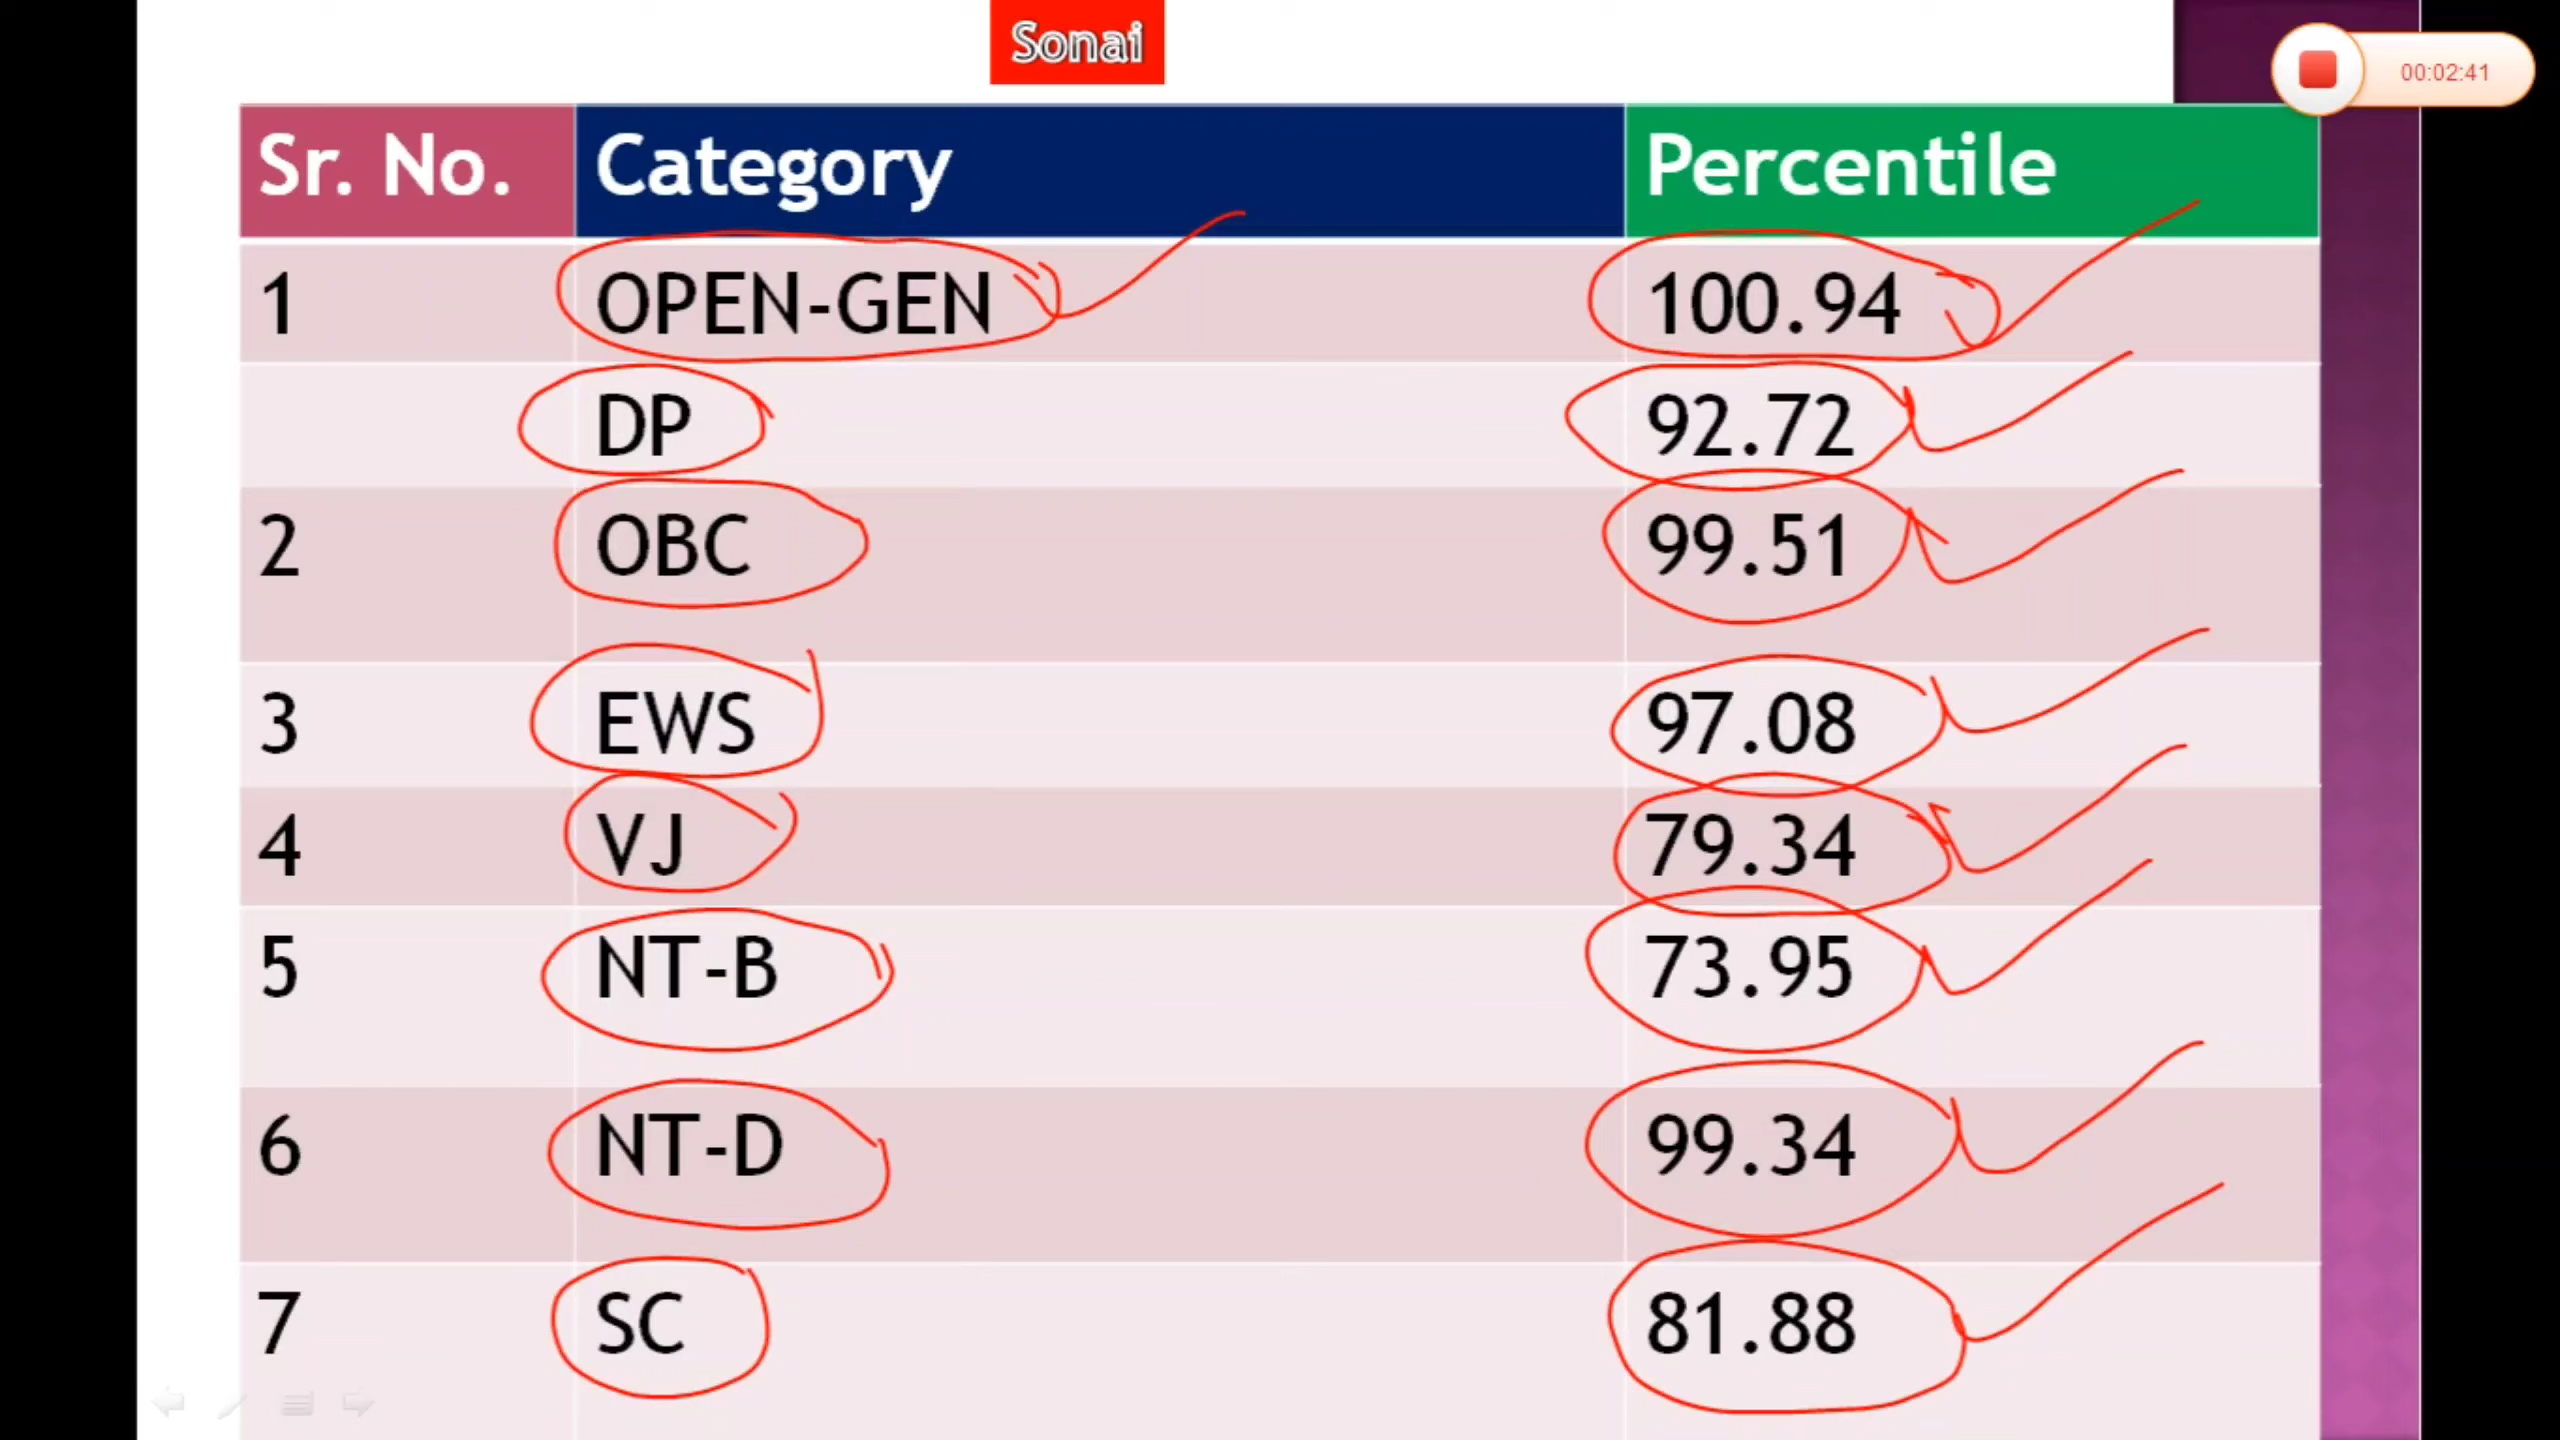 Sonai
00:02:41
Sr. No. Category Percentile
1 OPEN-GEN 100.94
DP 92.72
2 OBC 99.51
3 EWS 97.08
4 VJ 79.34
5 NT-B 73.95
6 NT-D 99.34
7 SC 81.88